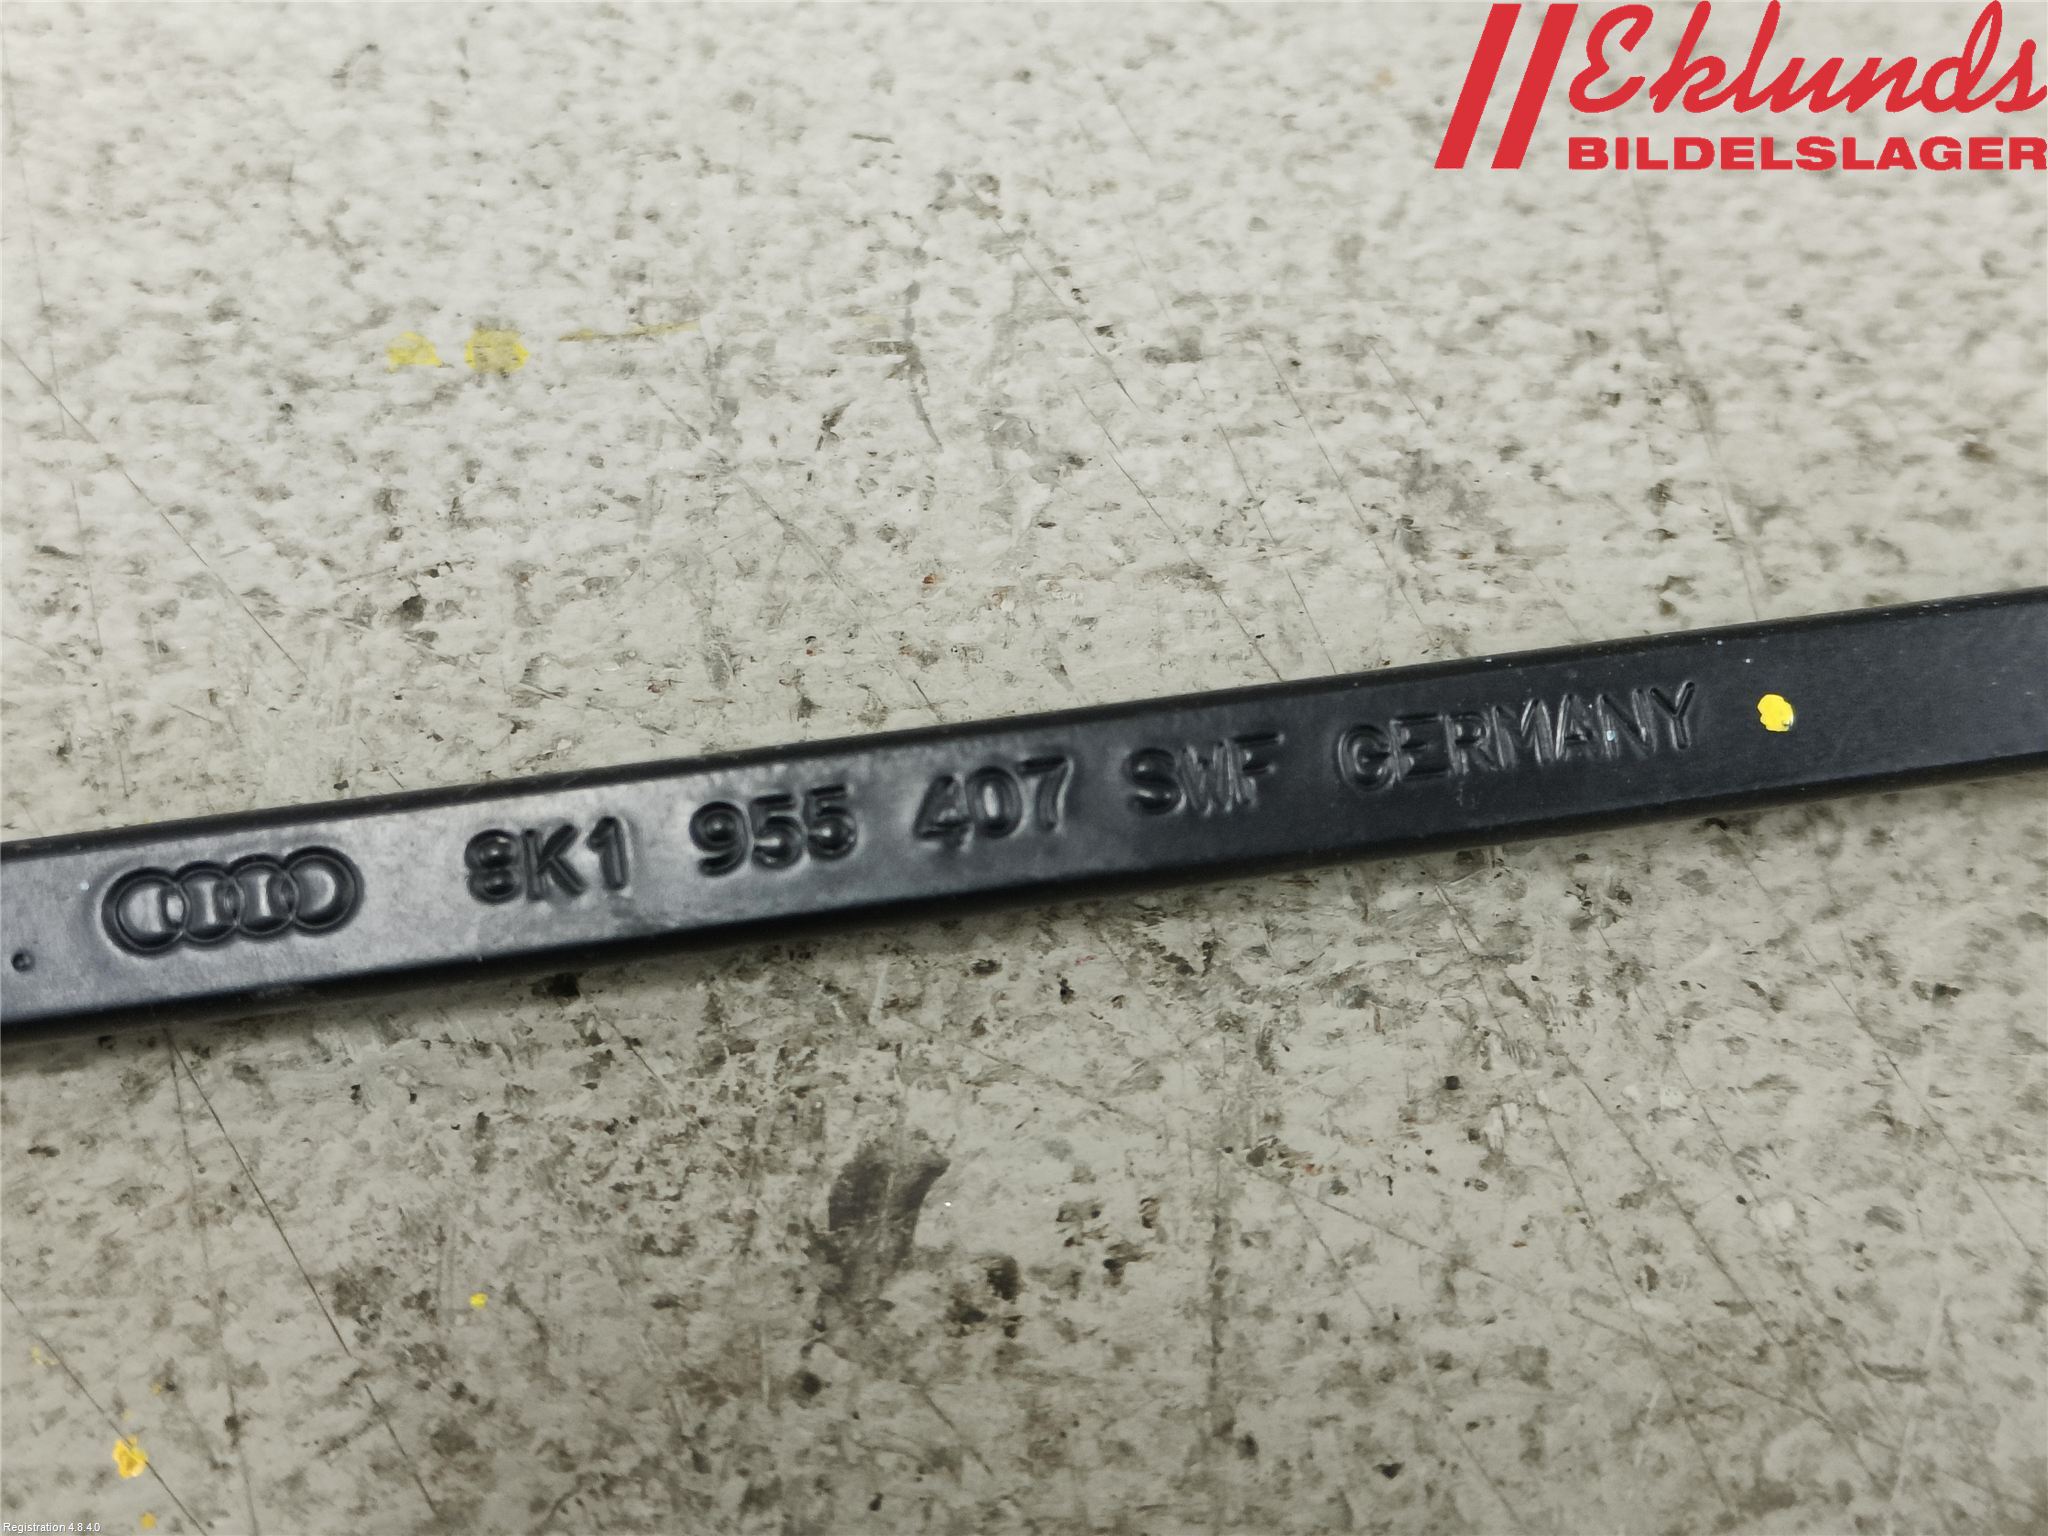 Eklunds
BILDELSLAGER
8K1 955 407 SWF GERMANY
Registration 4.8.4.0